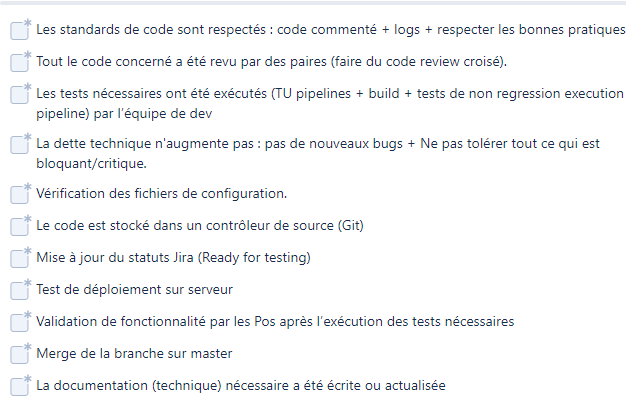 * Les standards de code sont respectés : code commenté + logs + respecter les bonnes pratiques
* Tout le code concerné a été revu par des paires (faire du code review croisé).
* Les tests nécessaires ont été exécutés (TU pipelines + build + tests de non regression execution
pipeline) par l'équipe de dev
* La dette technique n'augmente pas : pas de nouveaux bugs + Ne pas tolérer tout ce qui est
bloquant/critique.
* Vérification des fichiers de configuration.
* Le code est stocké dans un contrôleur de source (Git)
* Mise à jour du statuts Jira (Ready for testing)
* Test de déploiement sur serveur
* Validation de fonctionnalité par les Pos après l'exécution des tests nécessaires
* Merge de la branche sur master
* La documentation (technique) nécessaire a été écrite ou actualisée